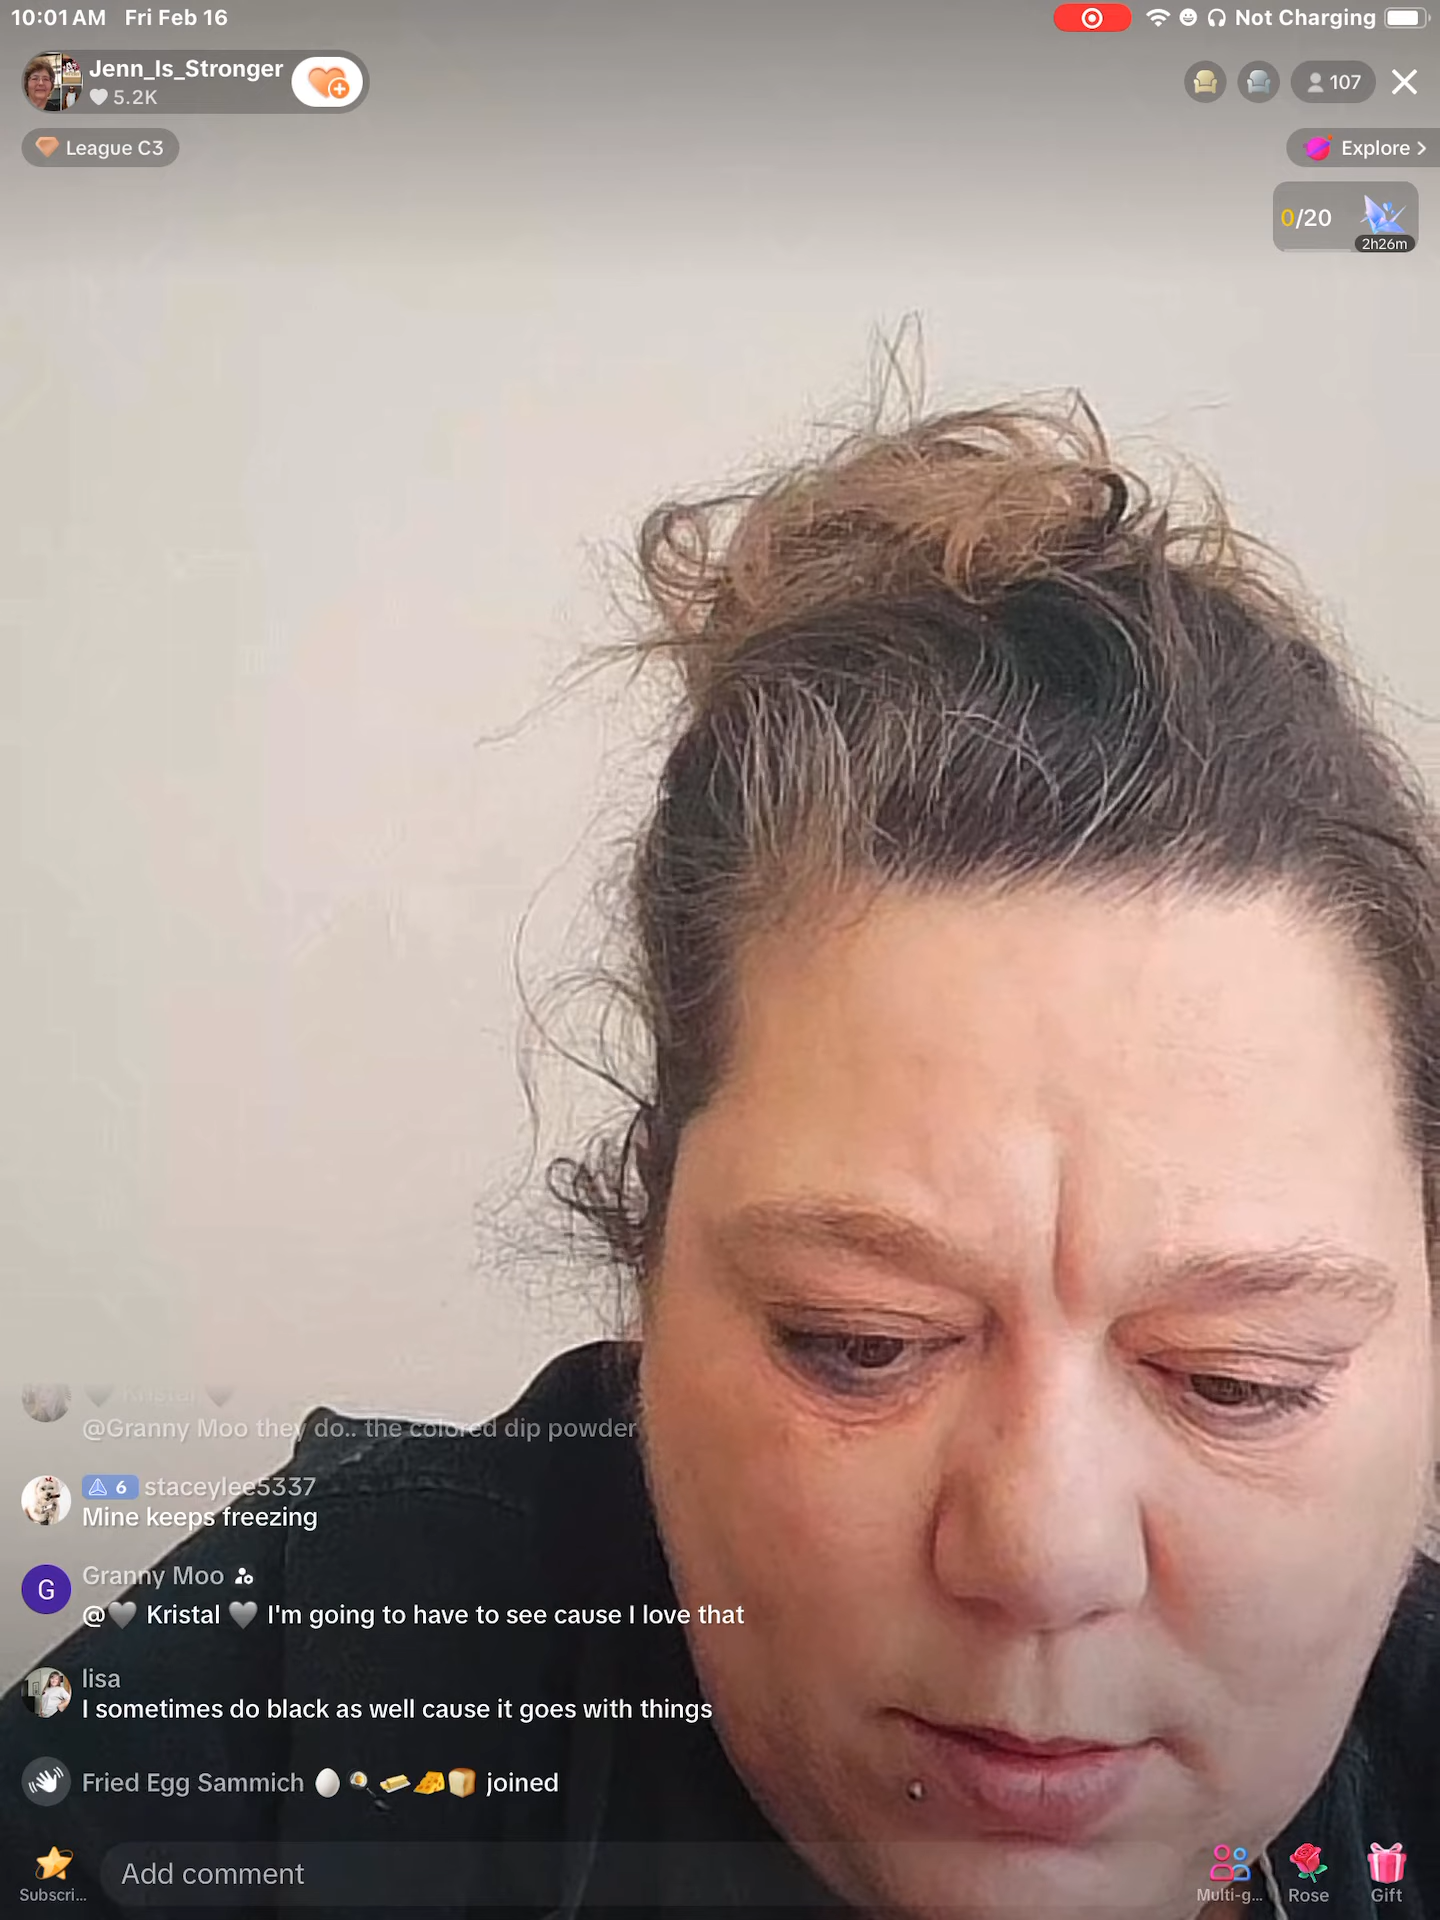 10:01 AM Fri Feb 16
Not Charging
Jenn_Is_Stronger
5.2K
107
League C3
Explore >
0/20
2h26m
Kristal
@Granny Moo they do.. the colored dip powder
6 staceylee5337
Mine keeps freezing
G
Granny Moo
@🩶 Kristal 🩶 I'm going to have to see cause I love that
lisa
I sometimes do black as well cause it goes with things
Fried Egg Sammich 🥚🍳🧈🧀🍞 joined
Add comment
Subscri...
Multi-g...
Rose
Gift